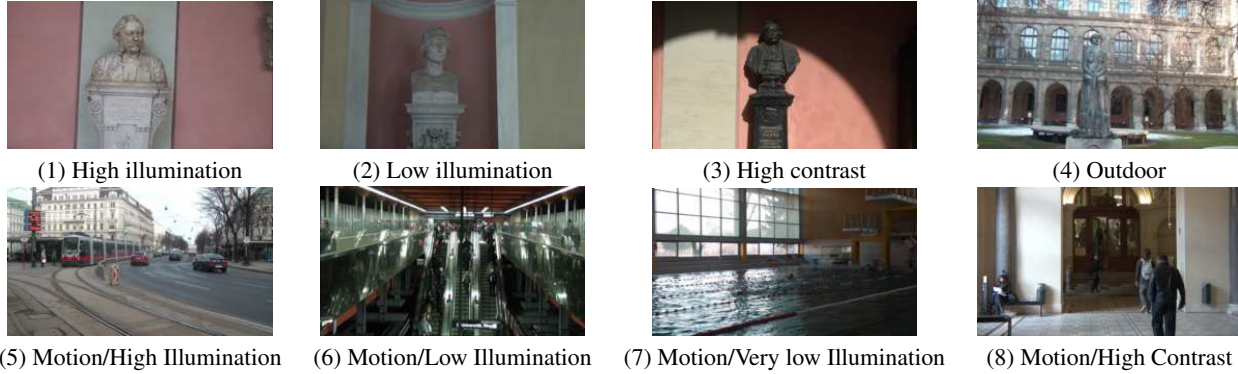 (1) High illumination
(2) Low illumination
(3) High contrast
(4) Outdoor
(5) Motion/High Illumination
(6) Motion/Low Illumination
(7) Motion/Very low Illumination
(8) Motion/High Contrast